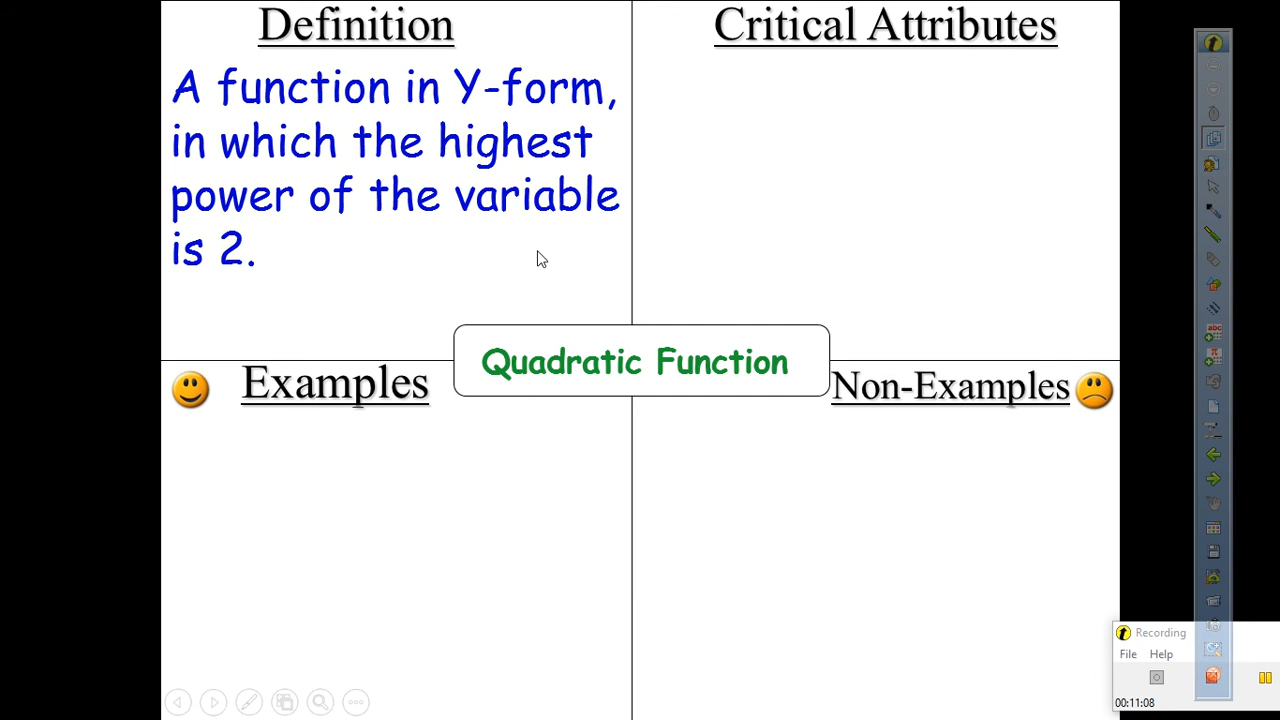 Definition
A function in Y-form,
in which the highest
power of the variable
is 2.
Critical Attributes
Quadratic Function
Examples
Non-Examples
abc
π
Recording
File Help
00:11:08